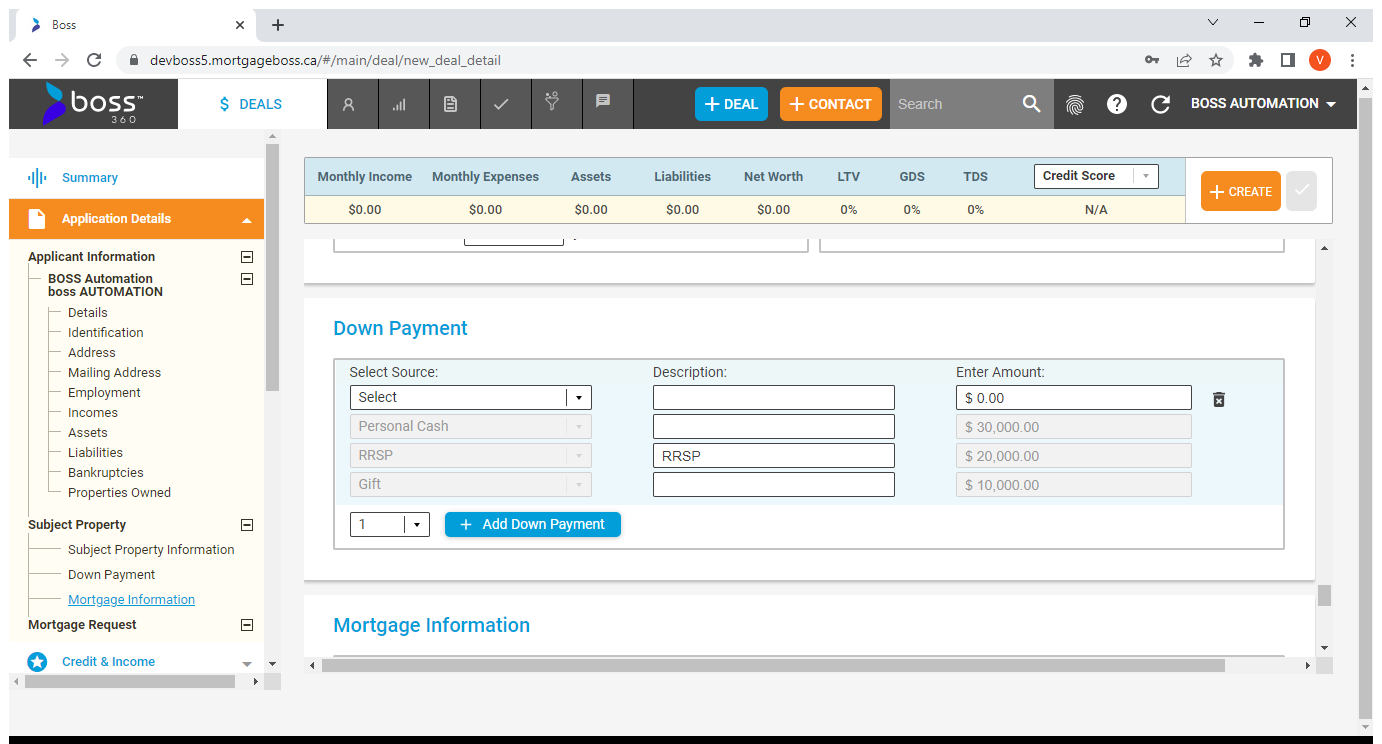 Boss
devboss5.mortgageboss.ca/#/main/deal/new_deal_detail
V
boss™
360
$ DEALS
+ DEAL
+ CONTACT
Search
BOSS AUTOMATION
Summary
Application Details
Applicant Information
BOSS Automation
boss AUTOMATION
Details
Identification
Address
Mailing Address
Employment
Incomes
Assets
Liabilities
Bankruptcies
Properties Owned
Subject Property
Subject Property Information
Down Payment
Mortgage Information
Mortgage Request
Credit & Income
Monthly Income Monthly Expenses Assets Liabilities Net Worth LTV GDS TDS Credit Score
$0.00 $0.00 $0.00 $0.00 $0.00 0% 0% 0% N/A
+ CREATE
Down Payment
Select Source: Description: Enter Amount:
Select $ 0.00
Personal Cash $ 30,000.00
RRSP RRSP $ 20,000.00
Gift $ 10,000.00
1 + Add Down Payment
Mortgage Information